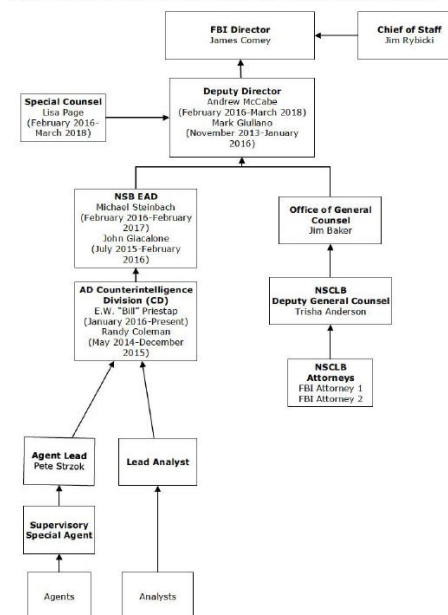 FBI Director
James Comey
Chief of Staff
Jim Rybicki
Deputy Director
Andrew McCabe
(February 2016-March 2018)
Mark Giuliano
(November 2013-January
2016)
Special Counsel
Lisa Page
(February 2016-
March 2018)
NSB EAD
Michael Steinbach
(February 2016-February
2017)
John Giacalone
(July 2015-February
2016)
Office of General
Counsel
Jim Baker
AD Counterintelligence
Division (CD)
E.W. "Bill" Priestap
(January 2016-Present)
Randy Coleman
(May 2014-December
2015)
NSCLB
Deputy General Counsel
Trisha Anderson
NSCLB
Attorneys
FBI Attorney 1
FBI Attorney 2
Agent Lead
Pete Strzok
Lead Analyst
Supervisory
Special Agent
Agents
Analysts